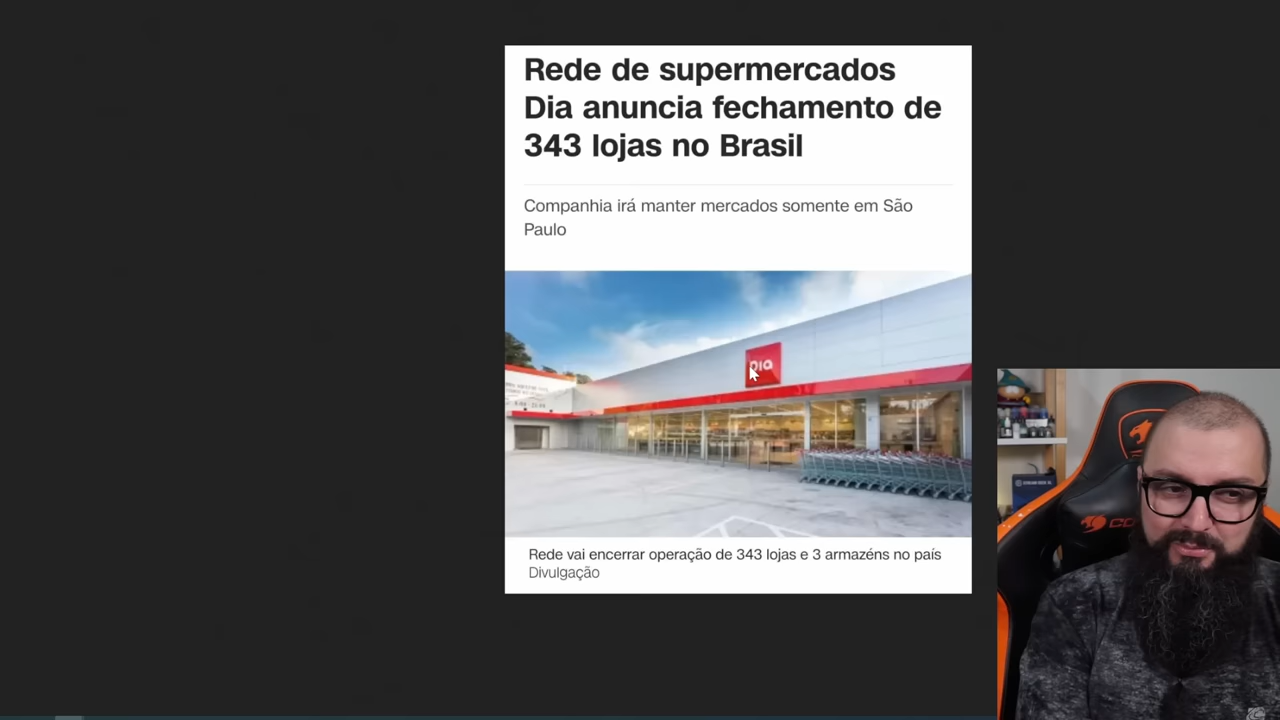 Rede de supermercados
Dia anuncia fechamento de
343 lojas no Brasil
Companhia irá manter mercados somente em São
Paulo
Dia
Rede vai encerrar operação de 343 lojas e 3 armazéns no país
Divulgação